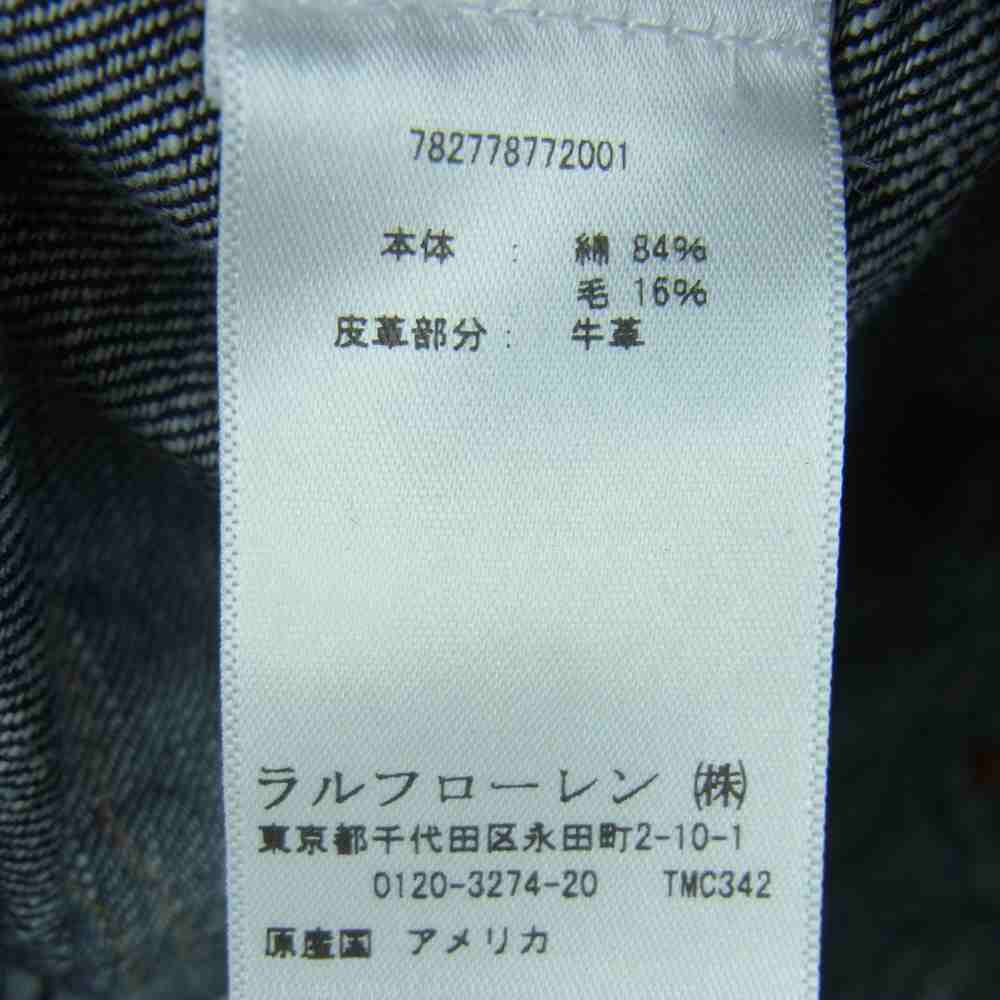 782778772001
本体 : 綿 84%
毛 16%
皮革部分 : 牛革
ラルフローレン ㈱
東京都千代田区永田町2-10-1
0120-3274-20 TMC342
原産国 アメリカ